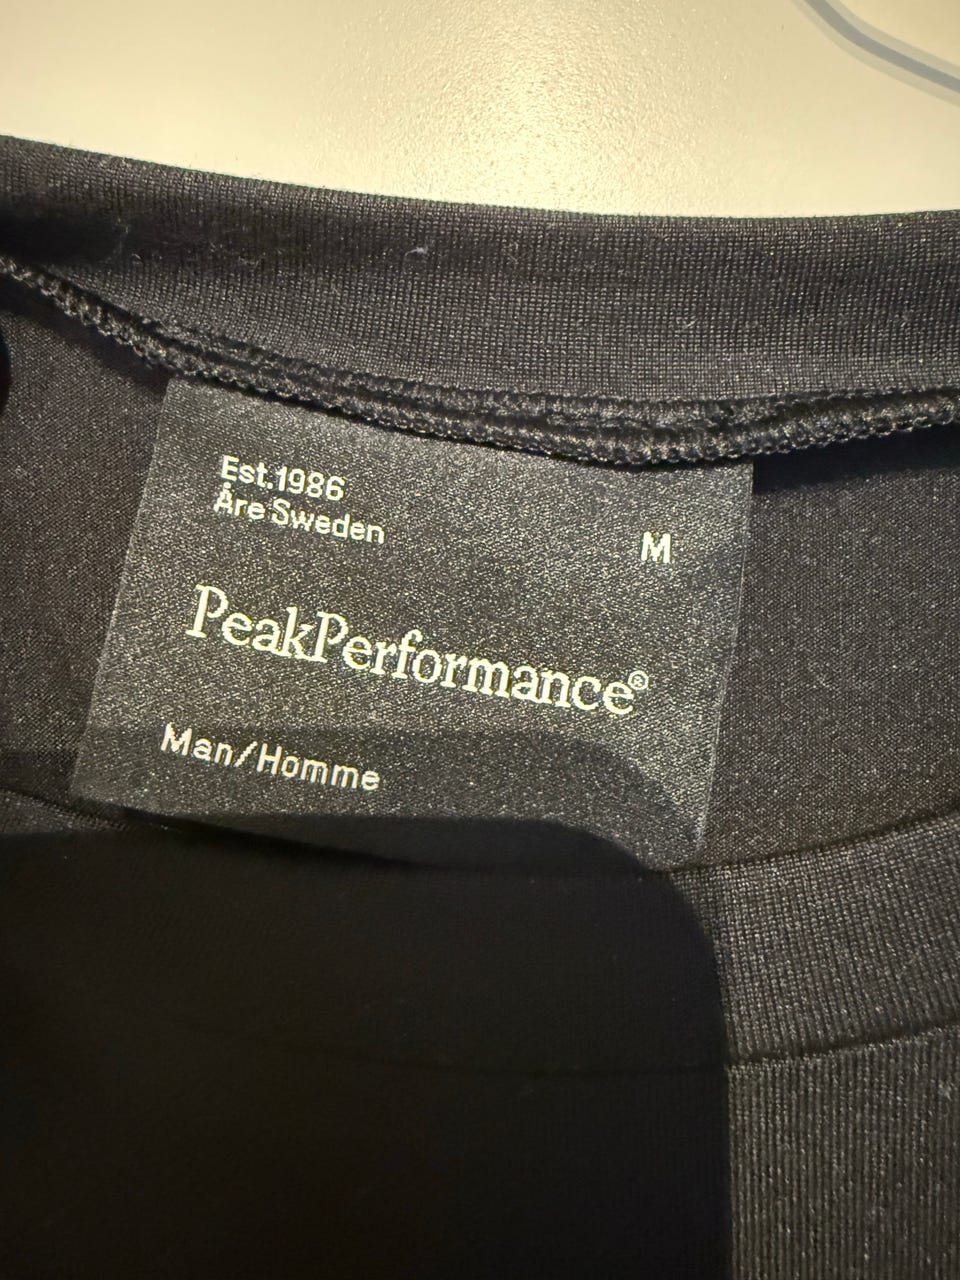 Est.1986
Åre Sweden
M
PeakPerformance®
Man/Homme